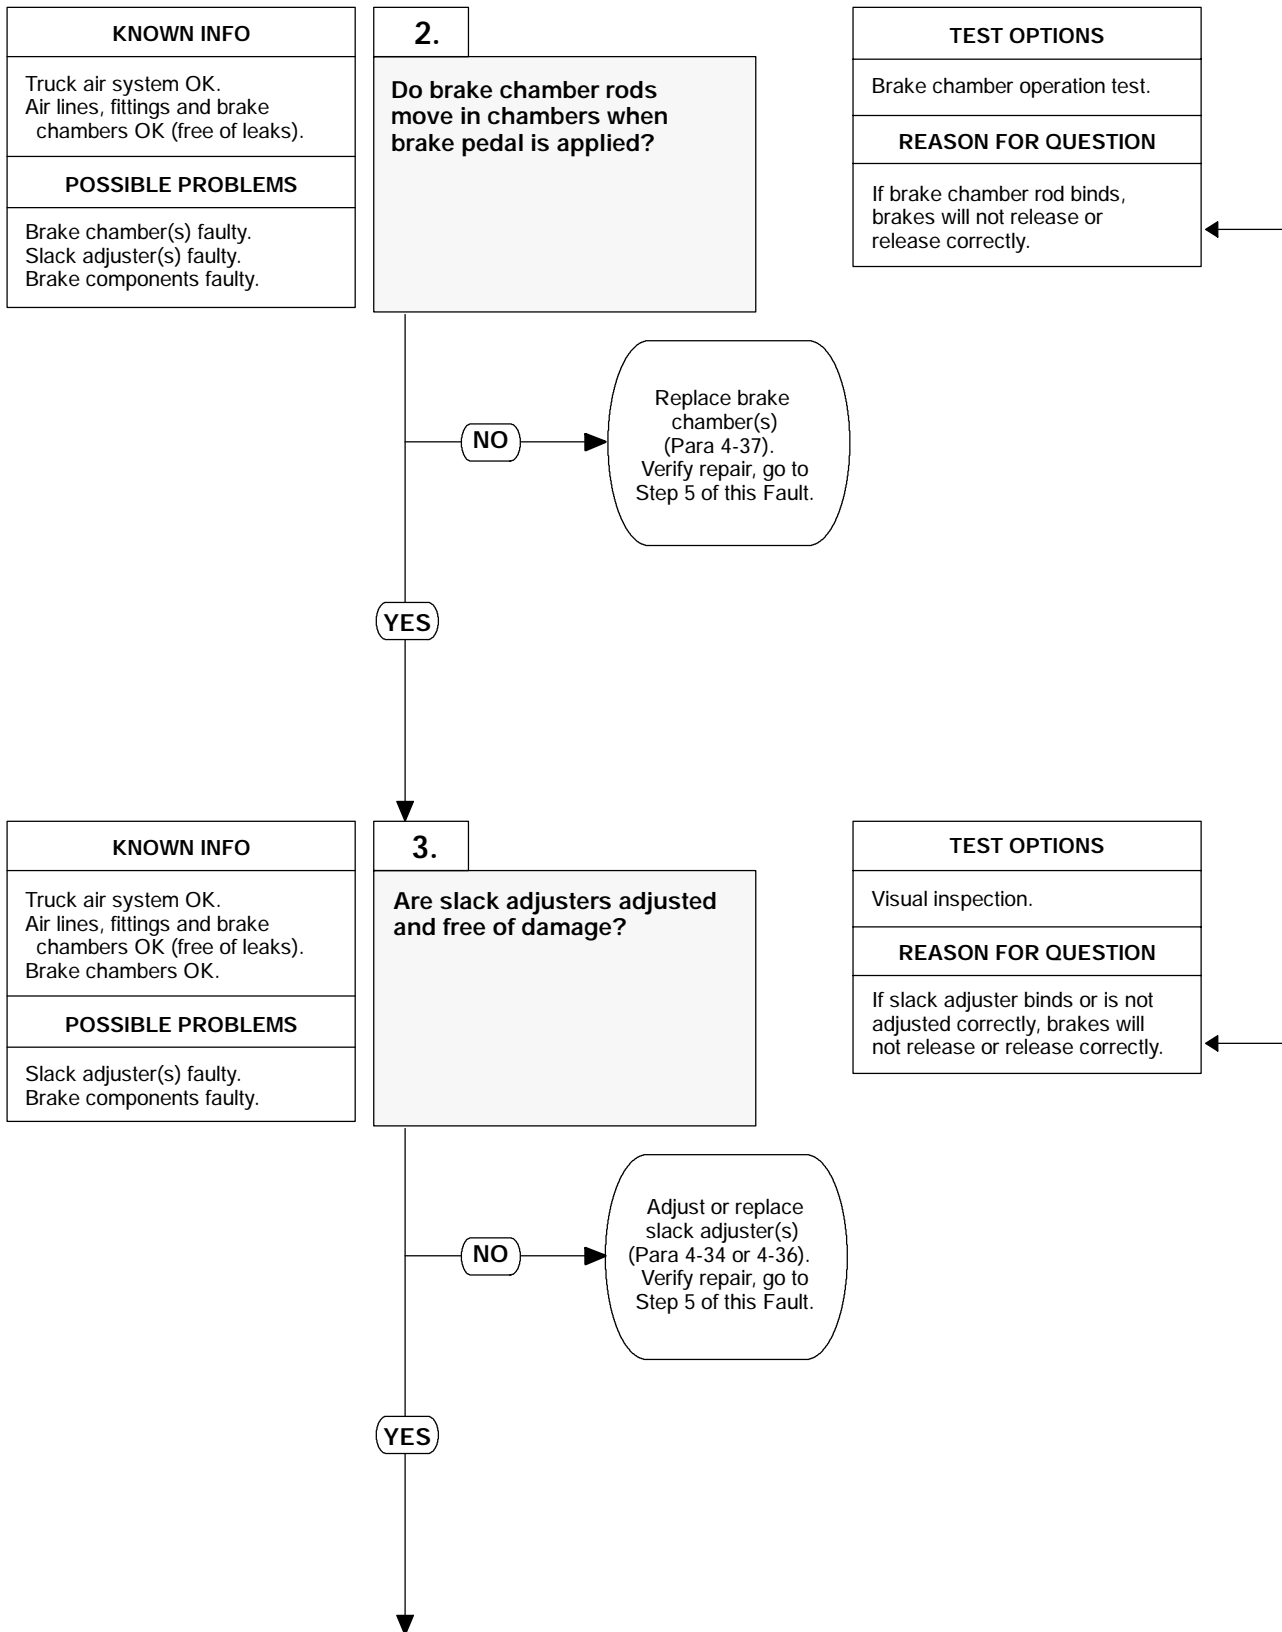 KNOWN INFO
Truck air system OK.
Air lines, fittings and brake
chambers OK (free of leaks).
POSSIBLE PROBLEMS
Brake chamber(s) faulty.
Slack adjuster(s) faulty.
Brake components faulty.
2.
Do brake chamber rods
move in chambers when
brake pedal is applied?
TEST OPTIONS
Brake chamber operation test.
REASON FOR QUESTION
If brake chamber rod binds,
brakes will not release or
release correctly.
NO
Replace brake
chamber(s)
(Para 4-37).
Verify repair, go to
Step 5 of this Fault.
YES
KNOWN INFO
Truck air system OK.
Air lines, fittings and brake
chambers OK (free of leaks).
Brake chambers OK.
POSSIBLE PROBLEMS
Slack adjuster(s) faulty.
Brake components faulty.
3.
Are slack adjusters adjusted
and free of damage?
TEST OPTIONS
Visual inspection.
REASON FOR QUESTION
If slack adjuster binds or is not
adjusted correctly, brakes will
not release or release correctly.
NO
Adjust or replace
slack adjuster(s)
(Para 4-34 or 4-36).
Verify repair, go to
Step 5 of this Fault.
YES